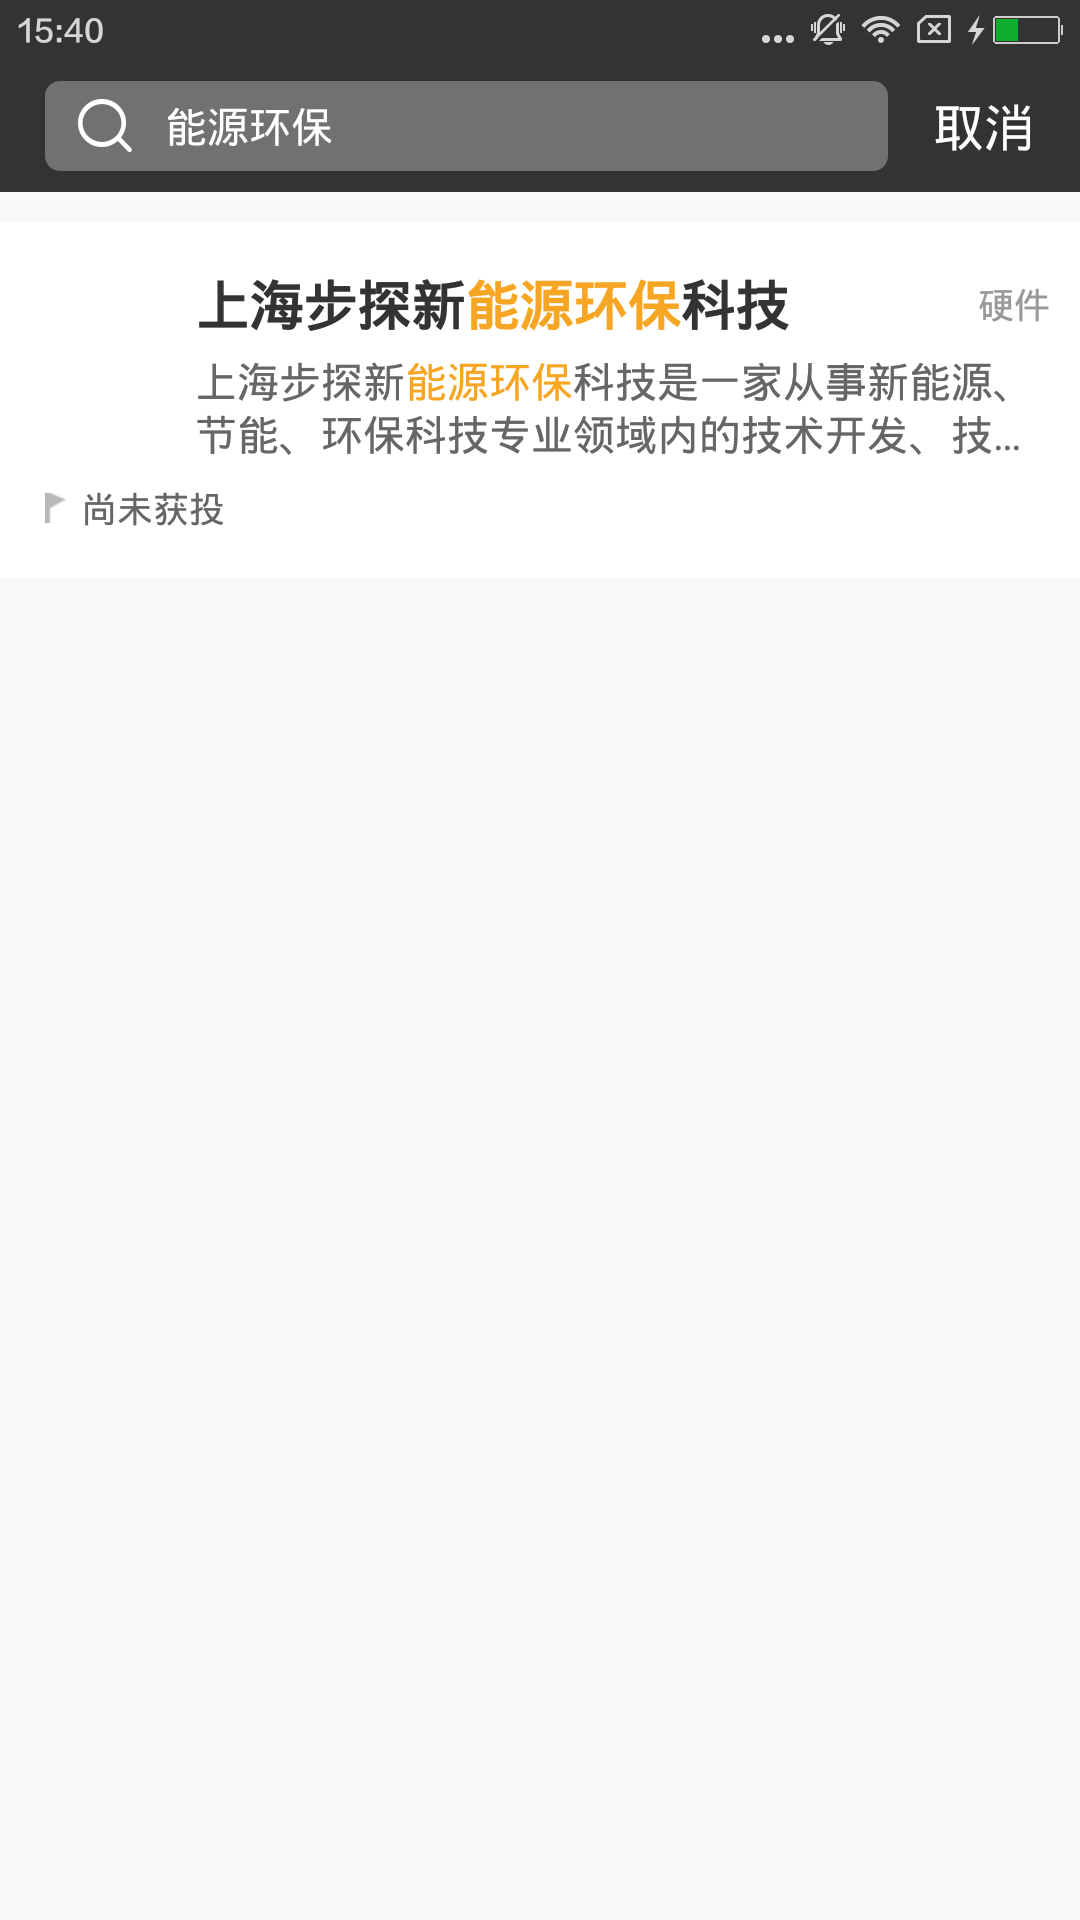 15:40
能源环保
取消
上海步探新能源环保科技
硬件
上海步探新能源环保科技是一家从事新能源、
节能、环保科技专业领域内的技术开发、技...
尚未获投